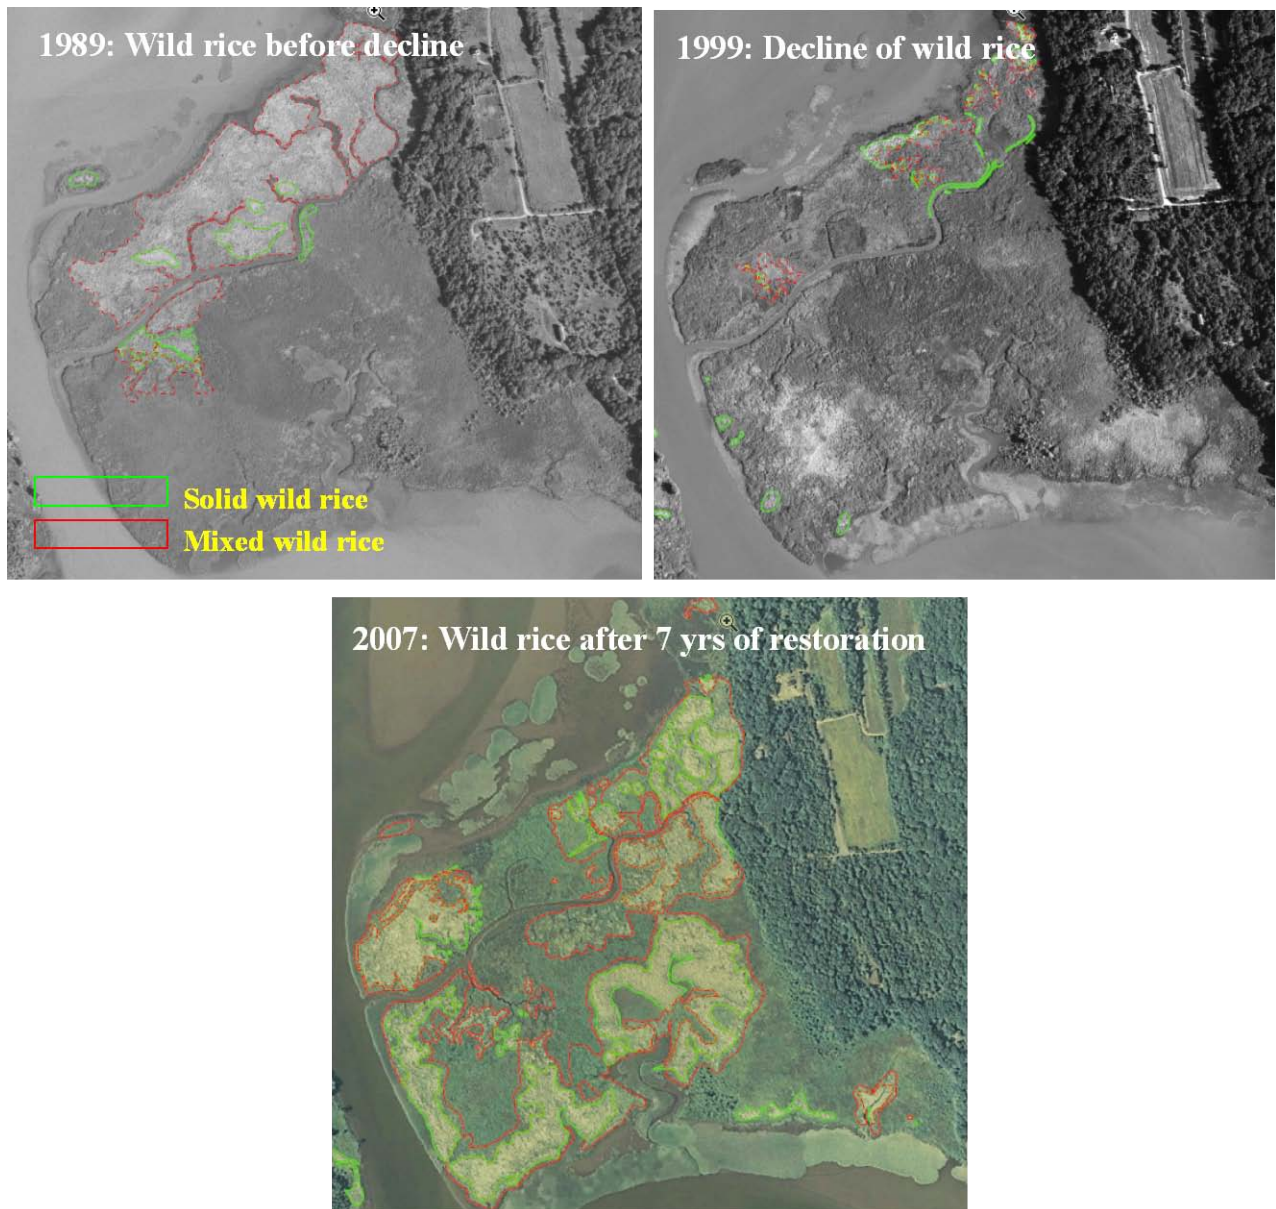 1989: Wild rice before decline
1999: Decline of wild rice
Solid wild rice
Mixed wild rice
2007: Wild rice after 7 yrs of restoration